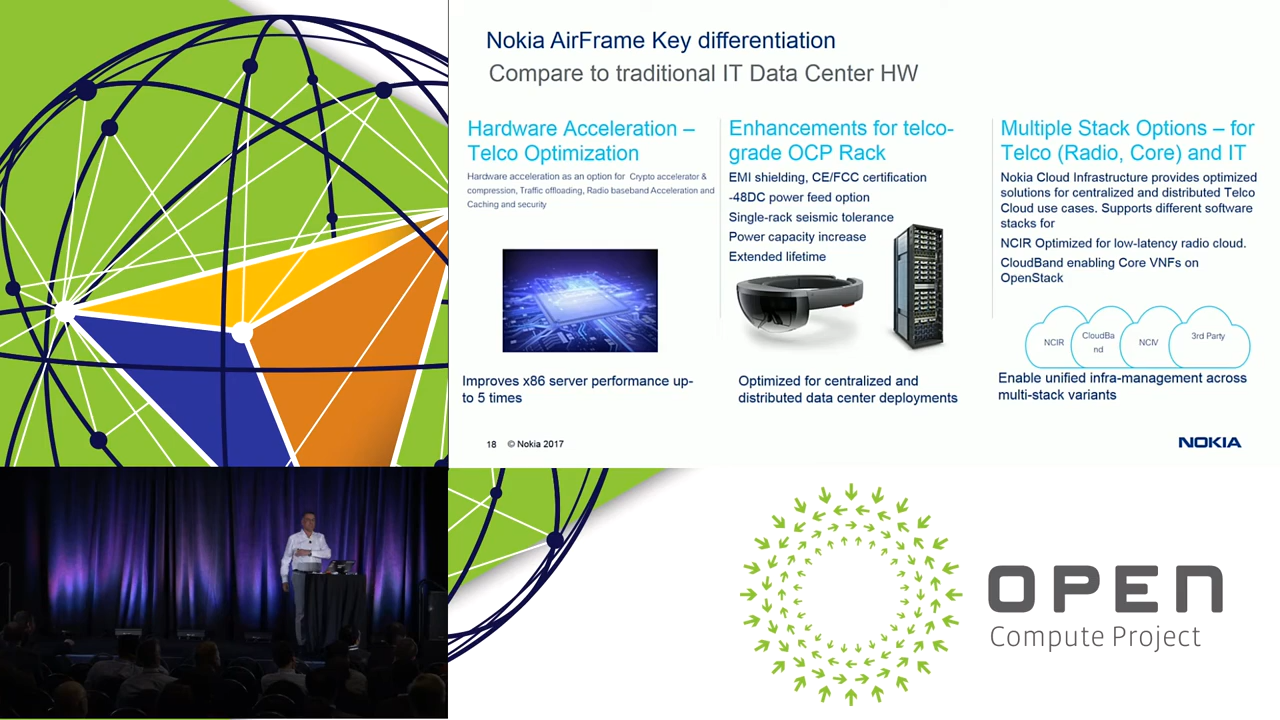 Nokia AirFrame Key differentiation
Compare to traditional IT Data Center HW
Hardware Acceleration –
Telco Optimization
Hardware acceleration as an option for Crypto accelerator &
compression, Traffic offloading, Radio baseband Acceleration and
Caching and security
Improves x86 server performance up-
to 5 times
Enhancements for telco-
grade OCP Rack
EMI shielding, CE/FCC certification
-48DC power feed option
Single-rack seismic tolerance
Power capacity increase
Extended lifetime
Optimized for centralized and
distributed data center deployments
Multiple Stack Options – for
Telco (Radio, Core) and IT
Nokia Cloud Infrastructure provides optimized
solutions for centralized and distributed Telco
Cloud use cases. Supports different software
stacks for
NCIR Optimized for low-latency radio cloud.
CloudBand enabling Core VNFs on
OpenStack
NCIR
CloudBa
nd
NCIV
3rd Party
Enable unified infra-management across
multi-stack variants
18 © Nokia 2017
NOKIA
OPEN
Compute Project